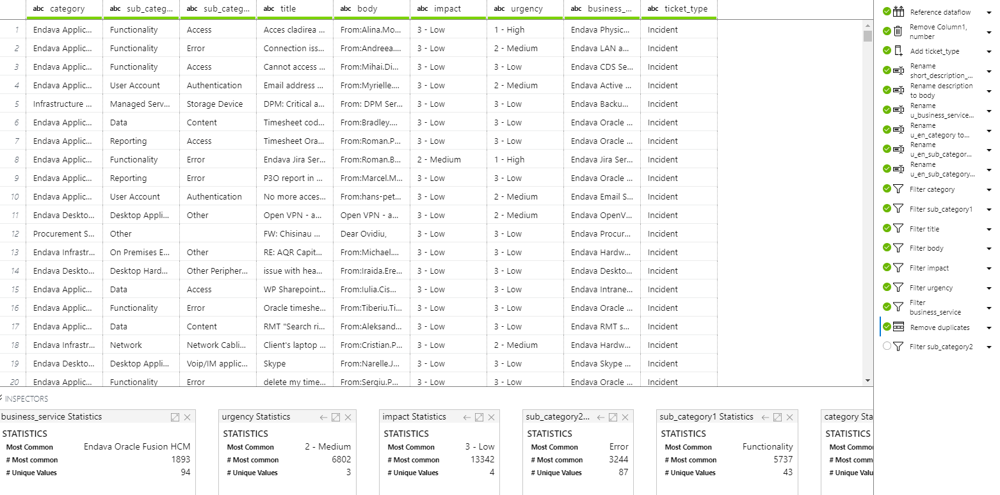 abc category abc sub_categ... abc sub_categ... abc title abc body abc impact abc urgency abc business_... abc ticket_type
1 Endava Applic... Functionality Access Acces cladirea ... From:Alina.Mo... 3 - Low 1 - High Endava Physic... Incident
2 Endava Applic... Functionality Error Connection iss... From:Andreea.... 3 - Low 2 - Medium Endava LAN a... Incident
3 Endava Applic... Functionality Access Cannot access ... From:Mihai.Di... 3 - Low 3 - Low Endava CDS Se... Incident
4 Endava Applic... User Account Authentication Email address ... From:Myrielle.... 3 - Low 2 - Medium Endava Active ... Incident
5 Infrastructure ... Managed Serv... Storage Device DPM: Critical a... From: DPM Ser... 3 - Low 3 - Low Endava Backu... Incident
6 Endava Applic... Data Content Timesheet cod... From:Bradley.... 3 - Low 3 - Low Endava Oracle ... Incident
7 Endava Applic... Reporting Access Timesheet Ora... From:Roman.P... 3 - Low 3 - Low Endava Oracle ... Incident
8 Endava Applic... Functionality Error Endava Jira Ser... From:Roman.B... 2 - Medium 1 - High Endava Jira Ser... Incident
9 Endava Applic... Reporting Error P3O report in ... From:Marcel.M... 3 - Low 3 - Low Endava Oracle ... Incident
10 Endava Applic... User Account Authentication No more acces... From:hans-pet... 3 - Low 2 - Medium Endava Email S... Incident
11 Endava Deskto... Desktop Appli... Other Open VPN - a... Open VPN - a... 3 - Low 2 - Medium Endava OpenV... Incident
12 Procurement S... Other FW: Chisinau ... Dear Ovidiu, 3 - Low 3 - Low Endava Procur... Incident
13 Endava Infrastr... On Premises E... Other RE: AQR Capit... From:Michael.... 3 - Low 3 - Low Endava Hardw... Incident
14 Endava Deskto... Desktop Hard... Other Peripher... issue with hea... From:Iraida.Ere... 3 - Low 3 - Low Endava Deskto... Incident
15 Endava Applic... Data Access WP Sharepoint... From:Iulia.Cis... 3 - Low 3 - Low Endava Intrane... Incident
16 Endava Applic... Functionality Error Oracle timeshe... From:Tiberiu.Ti... 3 - Low 3 - Low Endava Oracle ... Incident
17 Endava Applic... Data Content RMT "Search ri... From:Aleksand... 3 - Low 3 - Low Endava RMT s... Incident
18 Endava Infrastr... Network Network Cabli... Client's laptop ... From:Cristian.P... 3 - Low 2 - Medium Endava Hardw... Incident
19 Endava Deskto... Desktop Appli... Voip/IM applic... Skype From:Narelle.J... 3 - Low 3 - Low Endava Skype ... Incident
20 Endava Applic... Functionality Error delete my time... From:Sergiu.P... 3 - Low 3 - Low Endava Oracle ... Incident
Reference dataflow
Remove Column1,
number
Add ticket_type
Rename
short_description_...
Rename description
to body
Rename
u_business_service...
Rename
u_en_category to...
Rename
u_en_sub_categor...
Rename
u_en_sub_category...
Filter category
Filter sub_category1
Filter title
Filter body
Filter impact
Filter urgency
Filter
business_service
Remove duplicates
Filter sub_category2
INSPECTORS
business_service Statistics
STATISTICS
Most Common Endava Oracle Fusion HCM
# Most common 1893
# Unique Values 94
urgency Statistics
STATISTICS
Most Common 2 - Medium
# Most common 6802
# Unique Values 3
impact Statistics
STATISTICS
Most Common 3 - Low
# Most common 13342
# Unique Values 4
sub_category2...
STATISTICS
Most Common Error
# Most common 3244
# Unique Values 87
sub_category1 Statistics
STATISTICS
Most Common Functionality
# Most common 5737
# Unique Values 43
category Sta
STATISTICS
Most Comm
# Most comm
# Unique Valu